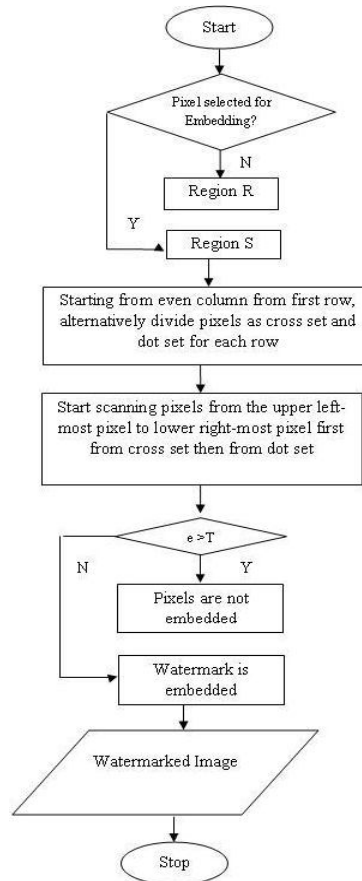 Start
Pixel selected for
Embedding?
N
Region R
Y
Region S
Starting from even column from first row,
alternatively divide pixels as cross set and
dot set for each row
Start scanning pixels from the upper left-
most pixel to lower right-most pixel first
from cross set then from dot set
e >T
N
Y
Pixels are not
embedded
Watermark is
embedded
Watermarked Image
Stop